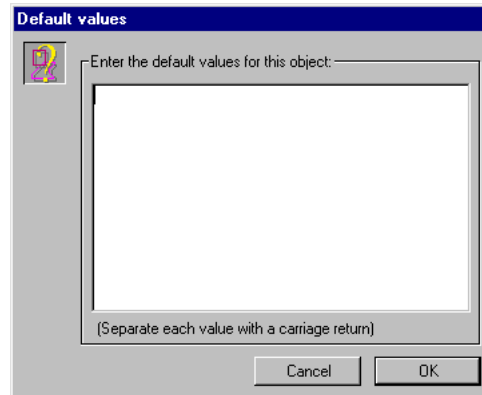 Default values
Enter the default values for this object:
(Separate each value with a carriage return)
Cancel OK